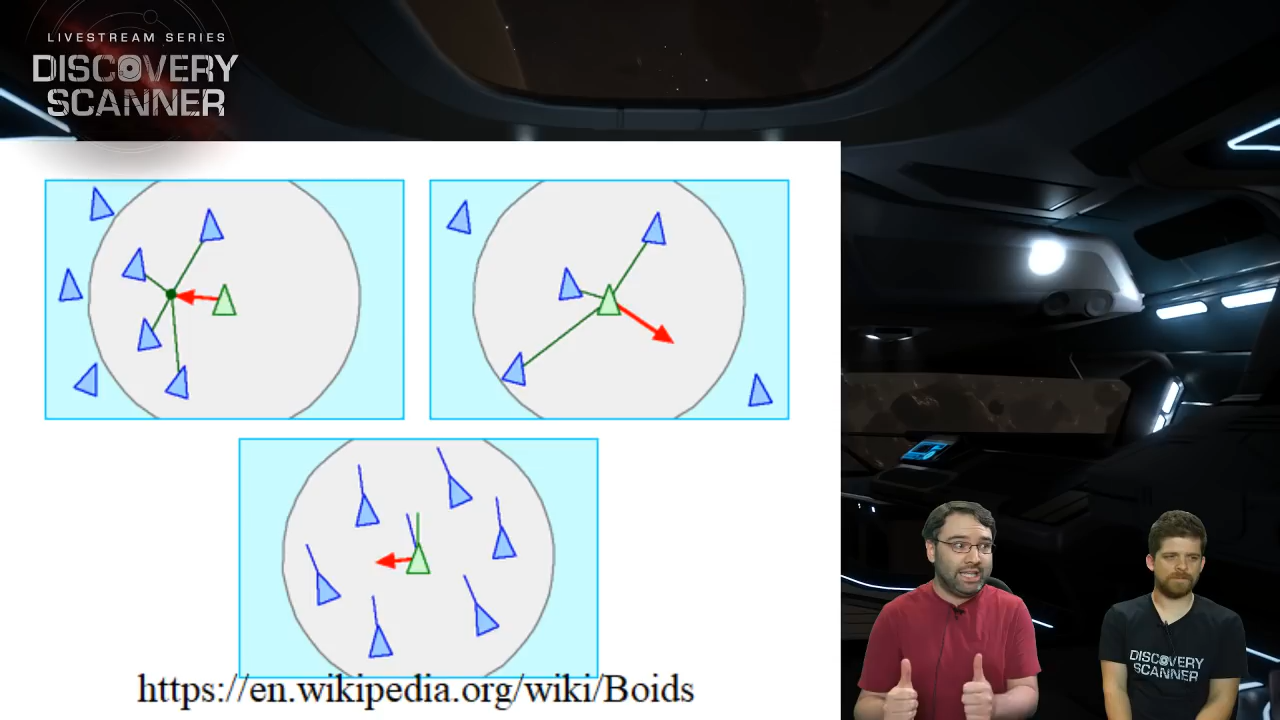 LIVESTREAM SERIES
DISCOVERY
SCANNER
https://en.wikipedia.org/wiki/Boids
DISCOVERY
SCANNER